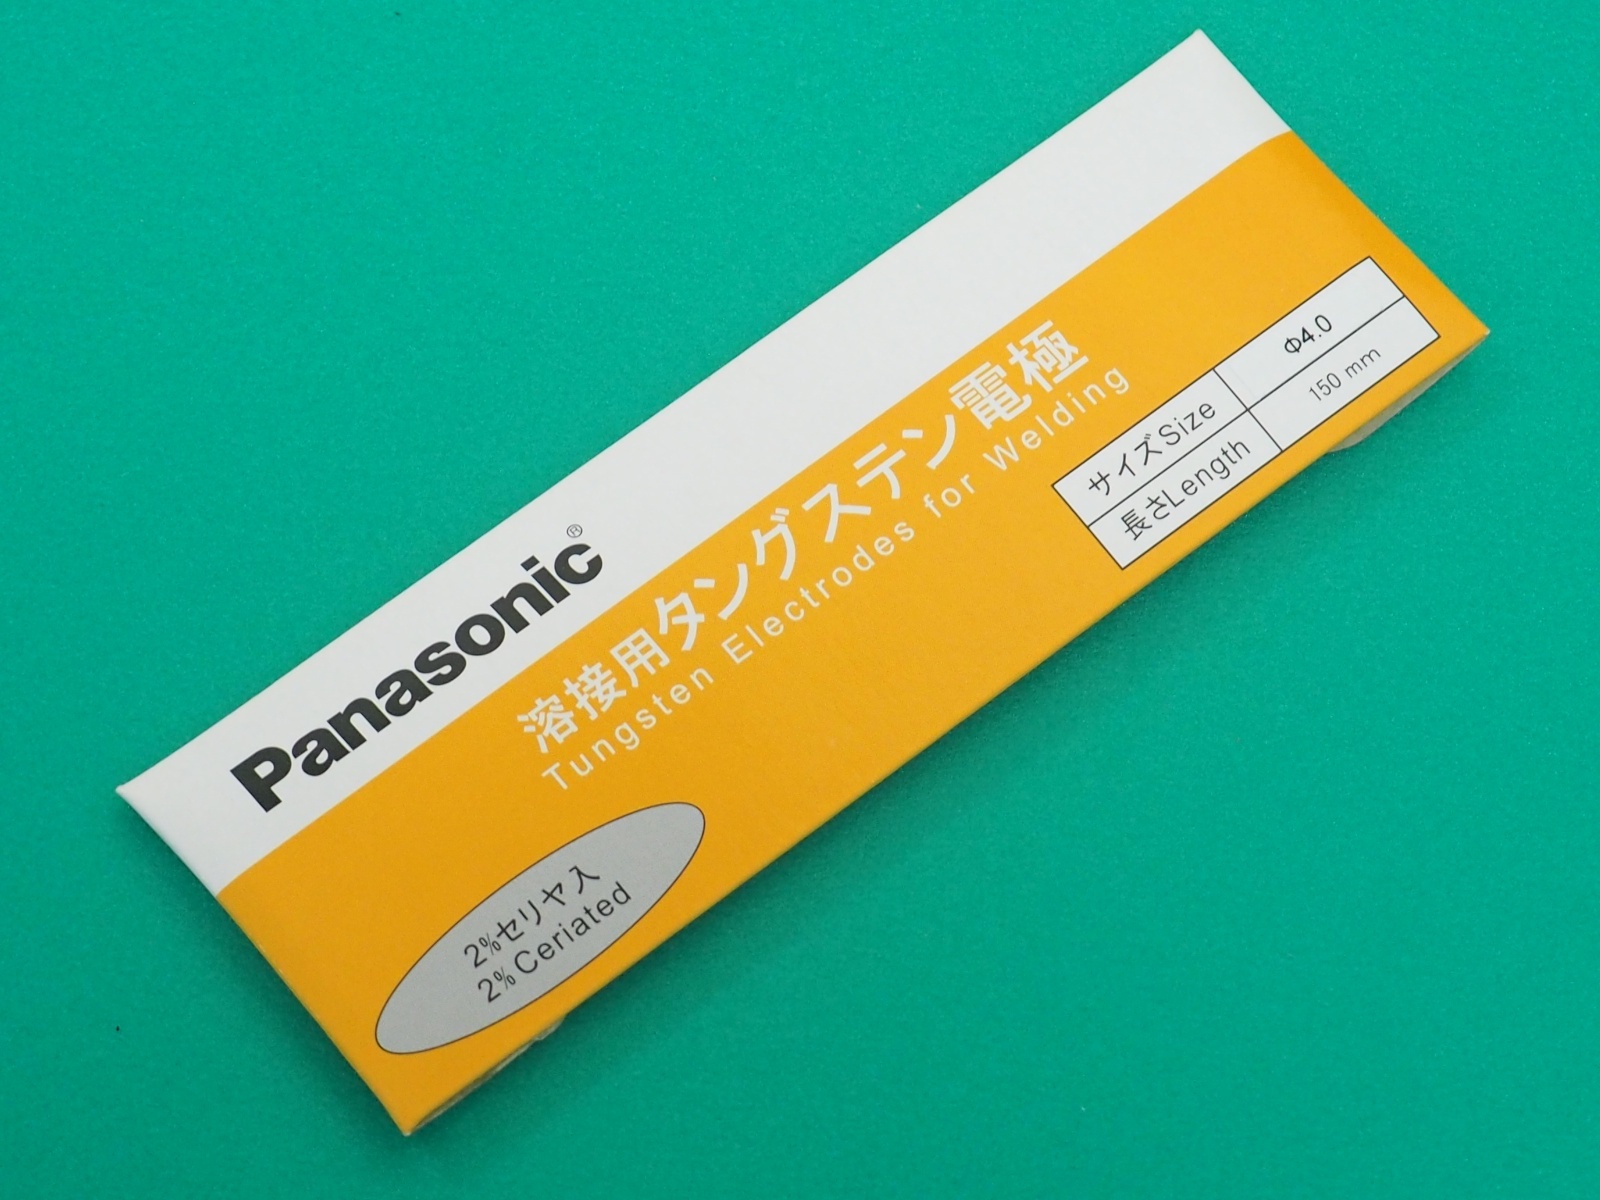 Panasonic®
溶接用タングステン電極
Tungsten Electrodes for Welding
サイズSize Φ4.0
長さLength 150 mm
2%セリヤ入
2%Ceriated